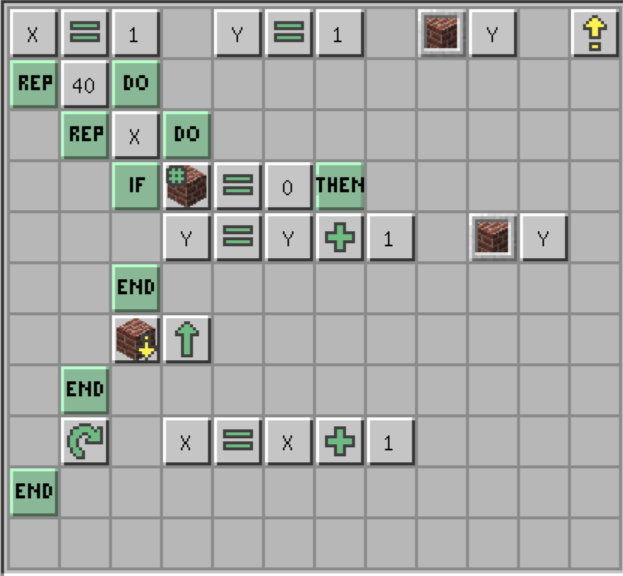 X = 1 Y = 1 Y
REP 40 DO
REP X DO
IF # = 0 THEN
Y = Y + 1 Y
END
END
X = X + 1
END